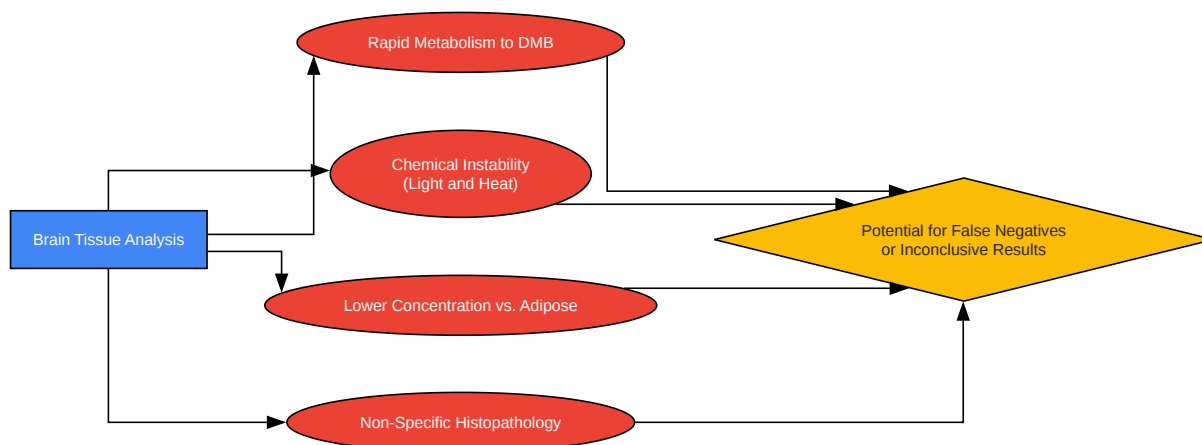 Rapid Metabolism to DMB
Chemical Instability
(Light and Heat)
Brain Tissue Analysis
Potential for False Negatives
or Inconclusive Results
Lower Concentration vs. Adipose
Non-Specific Histopathology